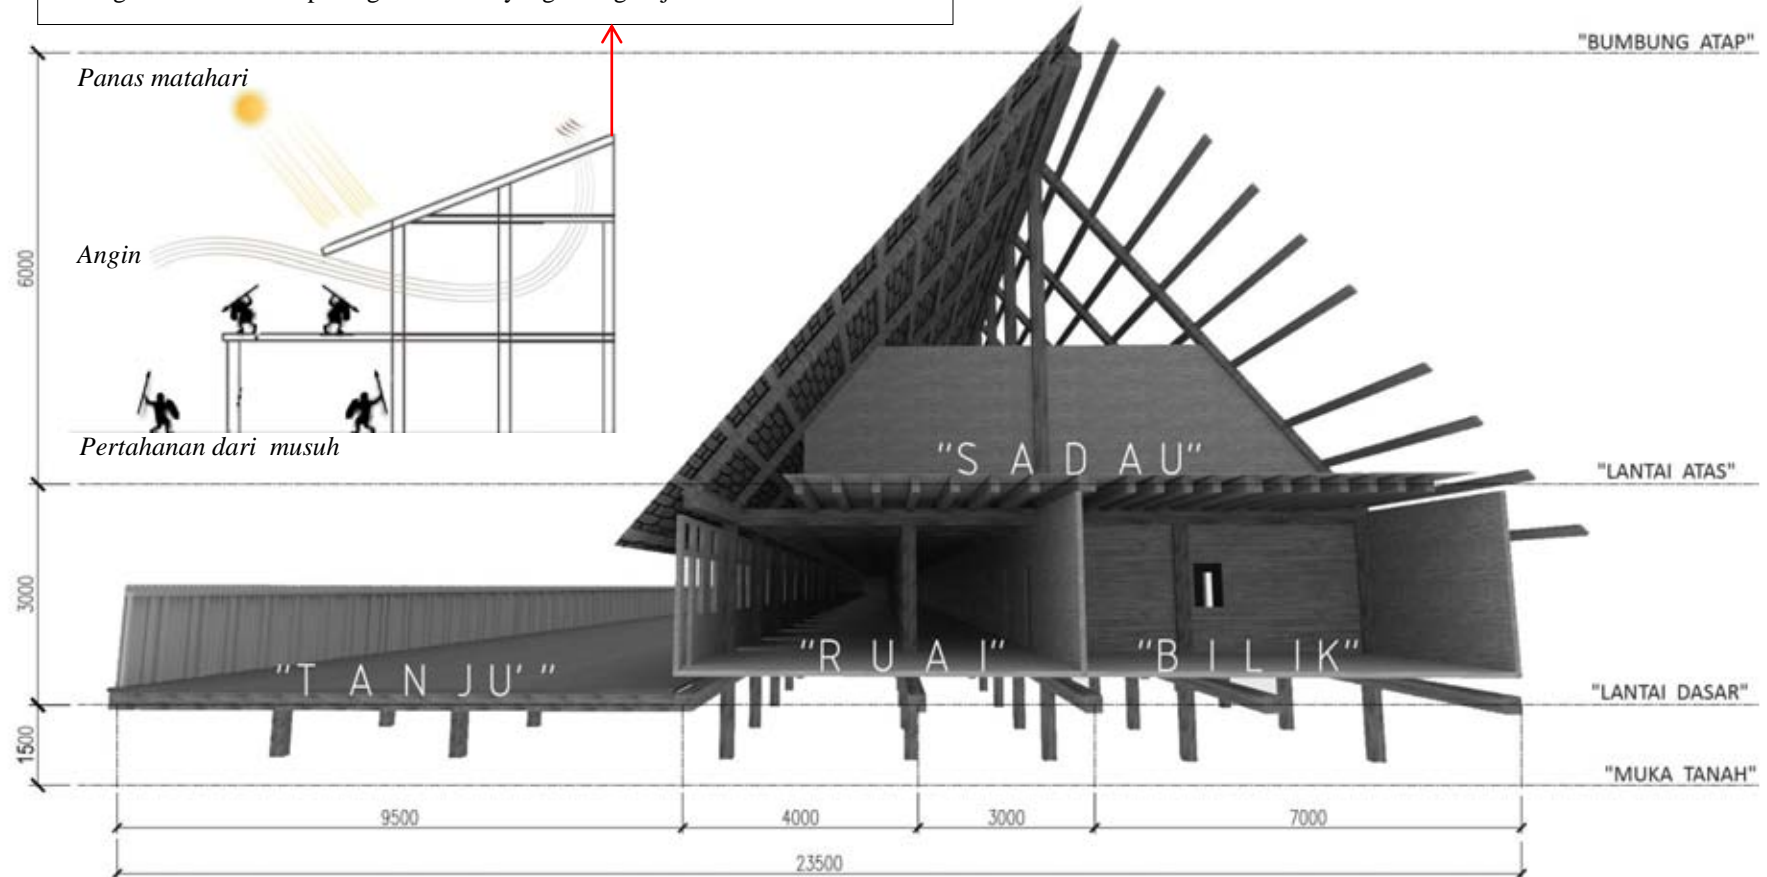 "BUMBUNG ATAP"
Panas matahari
Angin
Pertahanan dari musuh
6000
"SADAU"
"LANTAI ATAS"
3000
"TANJU'"
"RUAI"
"BILIK"
"LANTAI DASAR"
1500
"MUKA TANAH"
9500
4000
3000
7000
23500